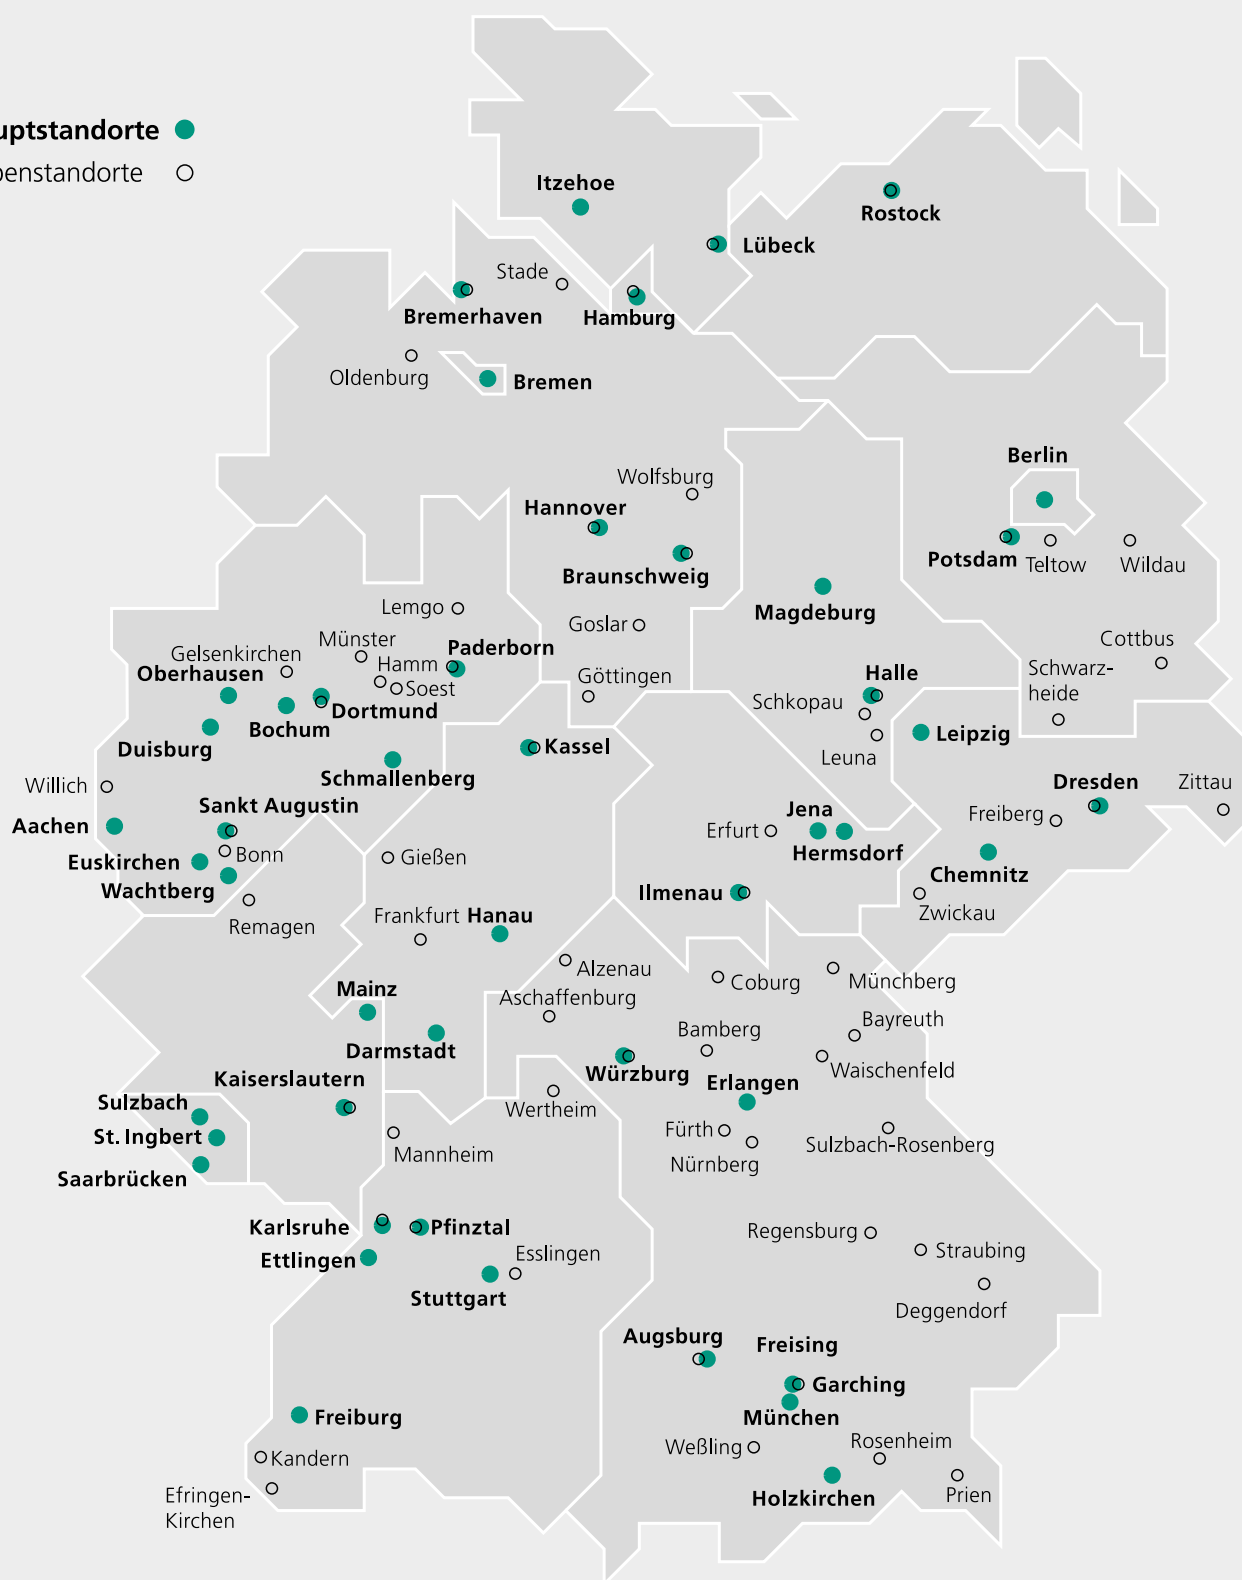 uptstandorte
enstandorte
Itzehoe
Rostock
Lübeck
Stade
Bremerhaven
Hamburg
Oldenburg
Bremen
Berlin
Wolfsburg
Hannover
Potsdam
Teltow
Wildau
Braunschweig
Magdeburg
Lemgo
Goslar
Münster
Cottbus
Paderborn
Gelsenkirchen
Hamm
Oberhausen
Göttingen
Halle
Schwarz-
heide
Soest
Schkopau
Dortmund
Bochum
Leipzig
Duisburg
Kassel
Leuna
Schmallenberg
Willich
Dresden
Zittau
Sankt Augustin
Jena
Freiberg
Aachen
Erfurt
Bonn
Gießen
Hermsdorf
Euskirchen
Chemnitz
Wachtberg
Ilmenau
Zwickau
Remagen
Frankfurt
Hanau
Alzenau
Coburg
Münchberg
Mainz
Aschaffenburg
Bayreuth
Bamberg
Darmstadt
Waischenfeld
Würzburg
Kaiserslautern
Erlangen
Sulzbach
Wertheim
St. Ingbert
Fürth
Mannheim
Sulzbach-Rosenberg
Nürnberg
Saarbrücken
Karlsruhe
Pfinztal
Regensburg
Straubing
Ettlingen
Esslingen
Stuttgart
Deggendorf
Augsburg
Freising
Garching
Freiburg
München
Weßling
Rosenheim
Kandern
Efringen-
Kirchen
Holzkirchen
Prien